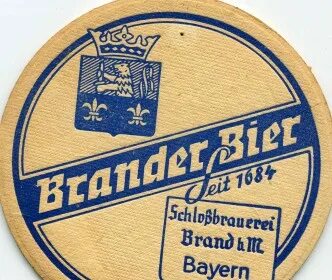 Brander Bier
Seit 1684
Schloßbrauerei
Brand b.M
Bayern